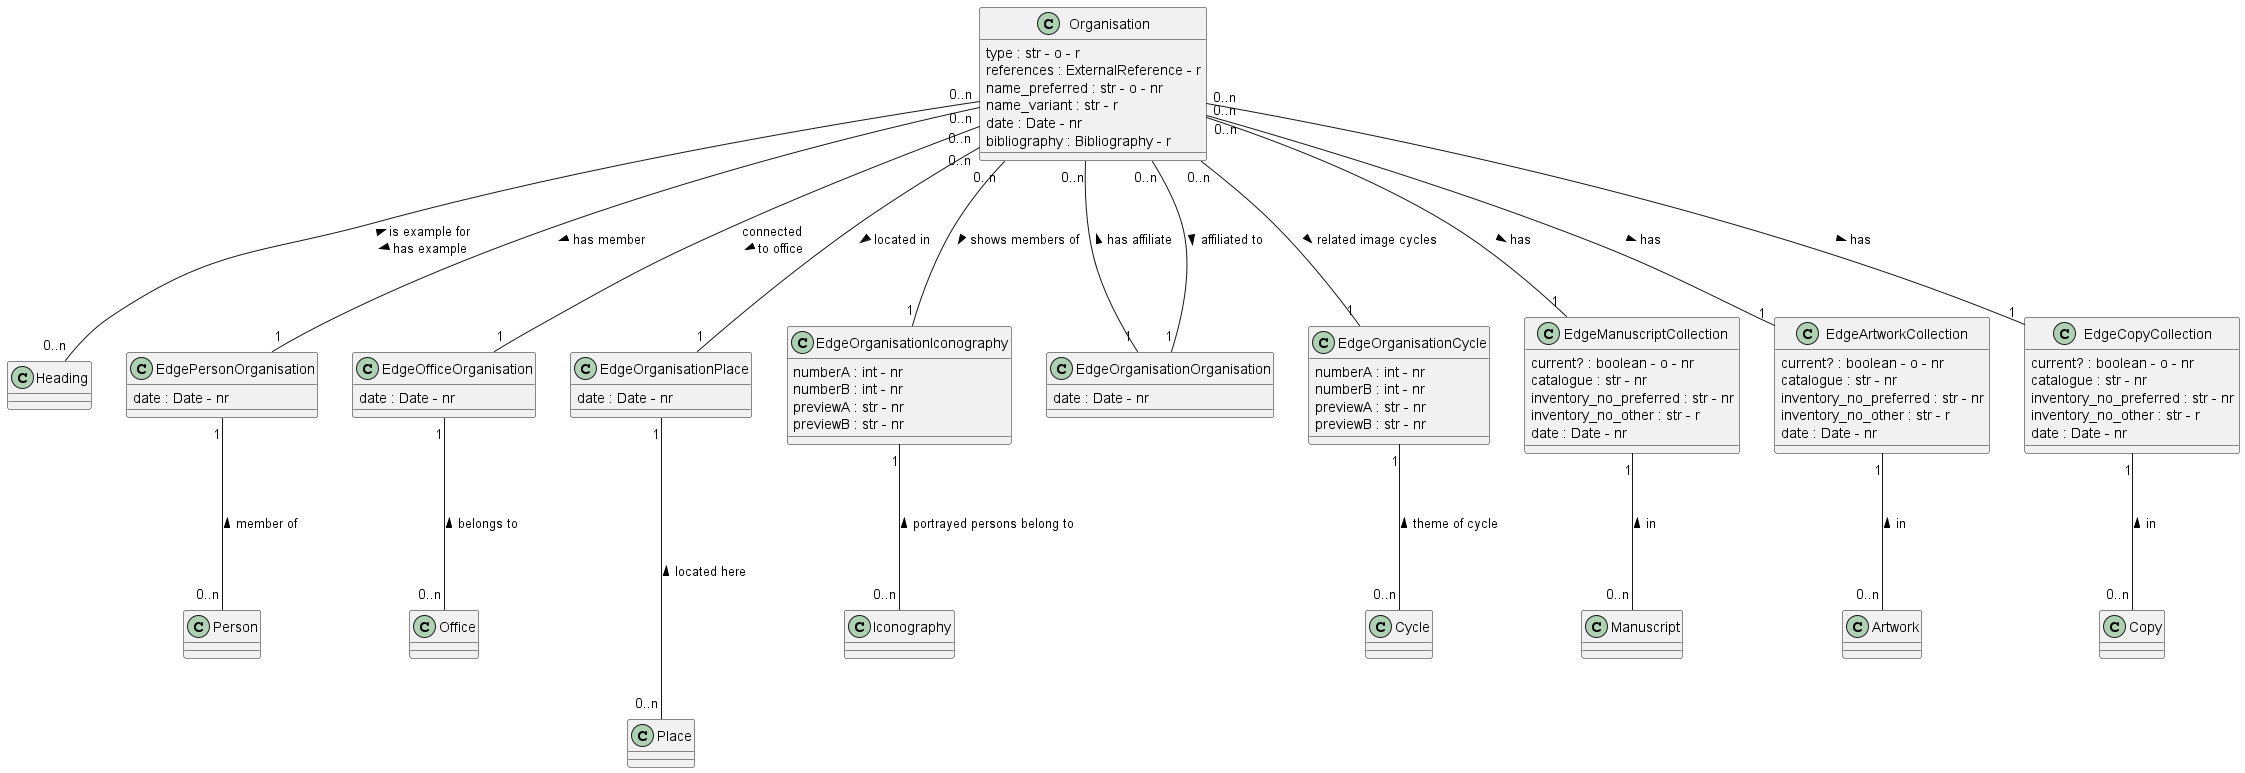 C Organisation
type : str - o - r
references : ExternalReference - r
name_preferred : str - o - nr
name_variant : str - r
date : Date - nr
bibliography : Bibliography - r
0..n
0..n
0..n
0..n
0..n
0..n
0..n
0..n
0..n
0..n
0..n
is example for
has example
has member
connected
to office
located in
shows members of
has affiliate
affiliated to
related image cycles
has
has
has
0..n
1
1
1
1
1
1
1
1
1
1
C Heading
C EdgePersonOrganisation
date : Date - nr
C EdgeOfficeOrganisation
date : Date - nr
C EdgeOrganisationPlace
date : Date - nr
C EdgeOrganisationIconography
numberA : int - nr
numberB : int - nr
previewA : str - nr
previewB : str - nr
C EdgeOrganisationOrganisation
date : Date - nr
C EdgeOrganisationCycle
numberA : int - nr
numberB : int - nr
previewA : str - nr
previewB : str - nr
C EdgeManuscriptCollection
current? : boolean - o - nr
catalogue : str - nr
inventory_no_preferred : str - nr
inventory_no_other : str - r
date : Date - nr
C EdgeArtworkCollection
current? : boolean - o - nr
catalogue : str - nr
inventory_no_preferred : str - nr
inventory_no_other : str - r
date : Date - nr
C EdgeCopyCollection
current? : boolean - o - nr
catalogue : str - nr
inventory_no_preferred : str - nr
inventory_no_other : str - r
date : Date - nr
1
1
1
1
1
1
1
1
member of
belongs to
located here
portrayed persons belong to
theme of cycle
in
in
in
0..n
0..n
0..n
0..n
0..n
0..n
0..n
0..n
C Person
C Office
C Iconography
C Cycle
C Manuscript
C Artwork
C Copy
C Place